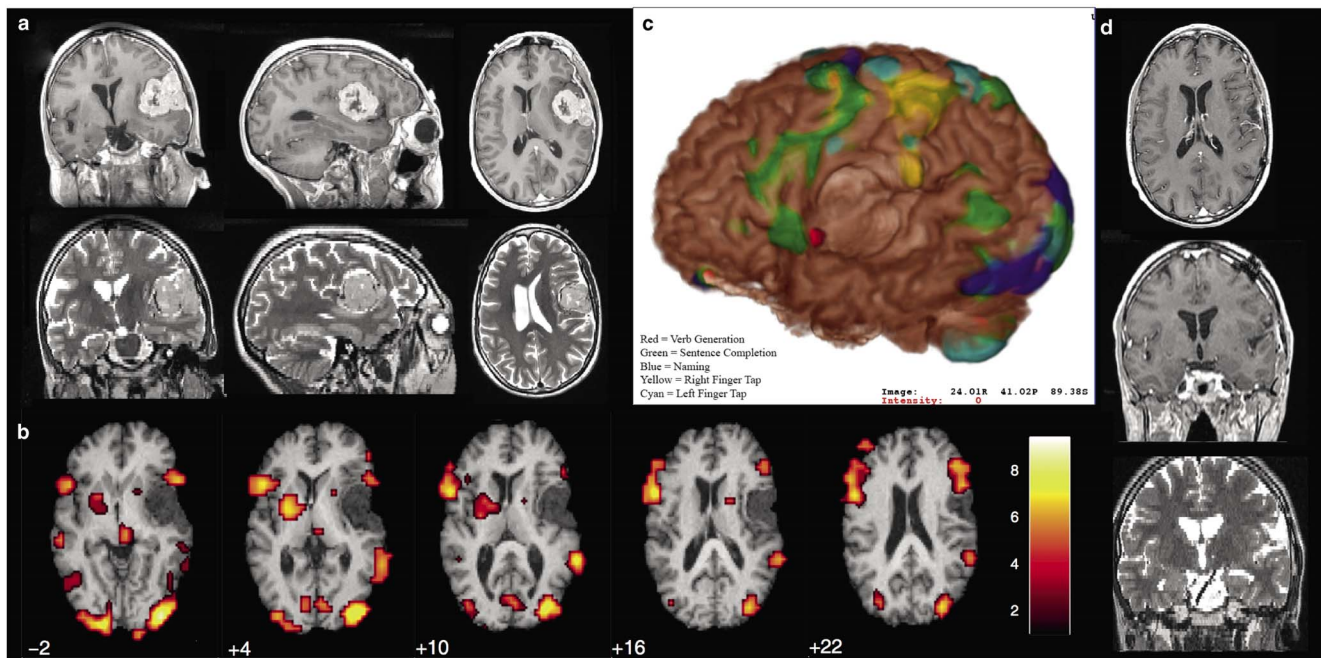 a
c
d
Red = Verb Generation
Green = Sentence Completion
Blue = Naming
Yellow = Right Finger Tap
Cyan = Left Finger Tap
Image: 24.01R 41.02P 89.38S
Intensity: 0
b
8
6
4
2
−2
+4
+10
+16
+22